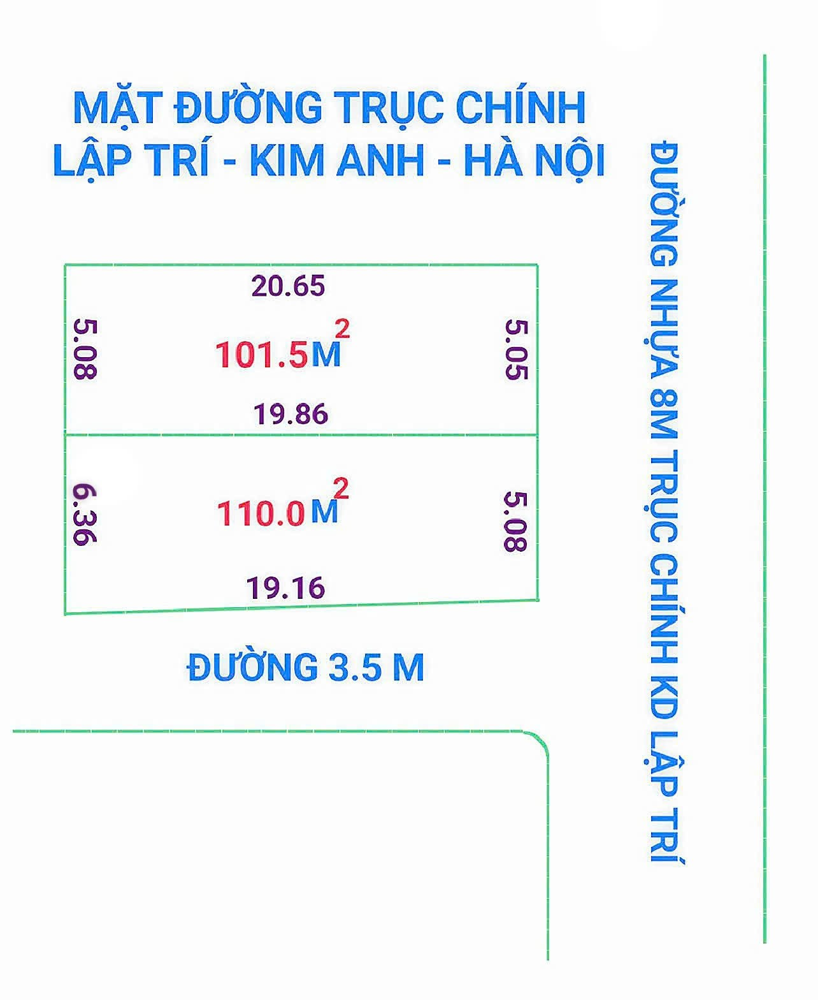 MẶT ĐƯỜNG TRỤC CHÍNH
LẬP TRÍ - KIM ANH - HÀ NỘI
ĐƯỜNG NHỰA 8M TRỤC CHÍNH KD LẬP TRÍ
20.65
5.08
101.5M²
5.05
19.86
6.36
110.0M²
5.08
19.16
ĐƯỜNG 3.5 M